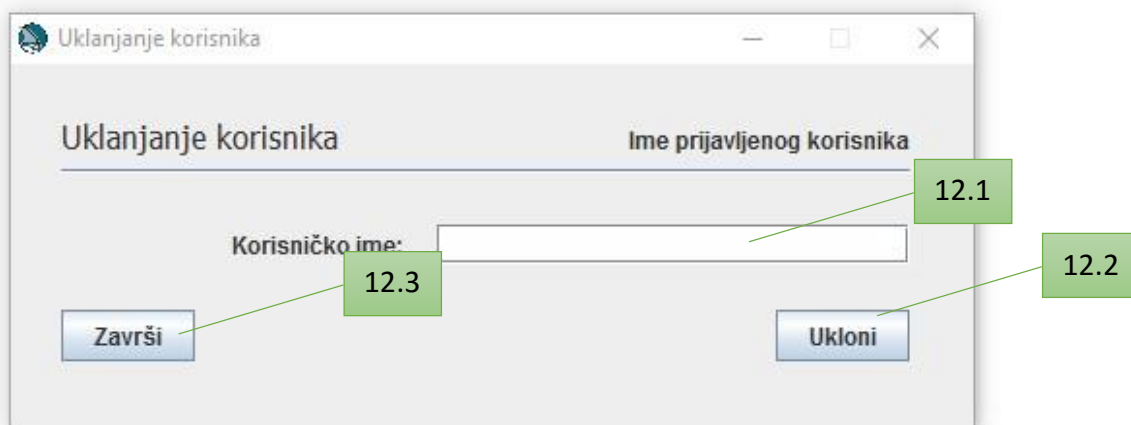 Uklanjanje korisnika
Uklanjanje korisnika
Ime prijavljenog korisnika
12.1
Korisničko ime:
12.2
12.3
Završi
Ukloni